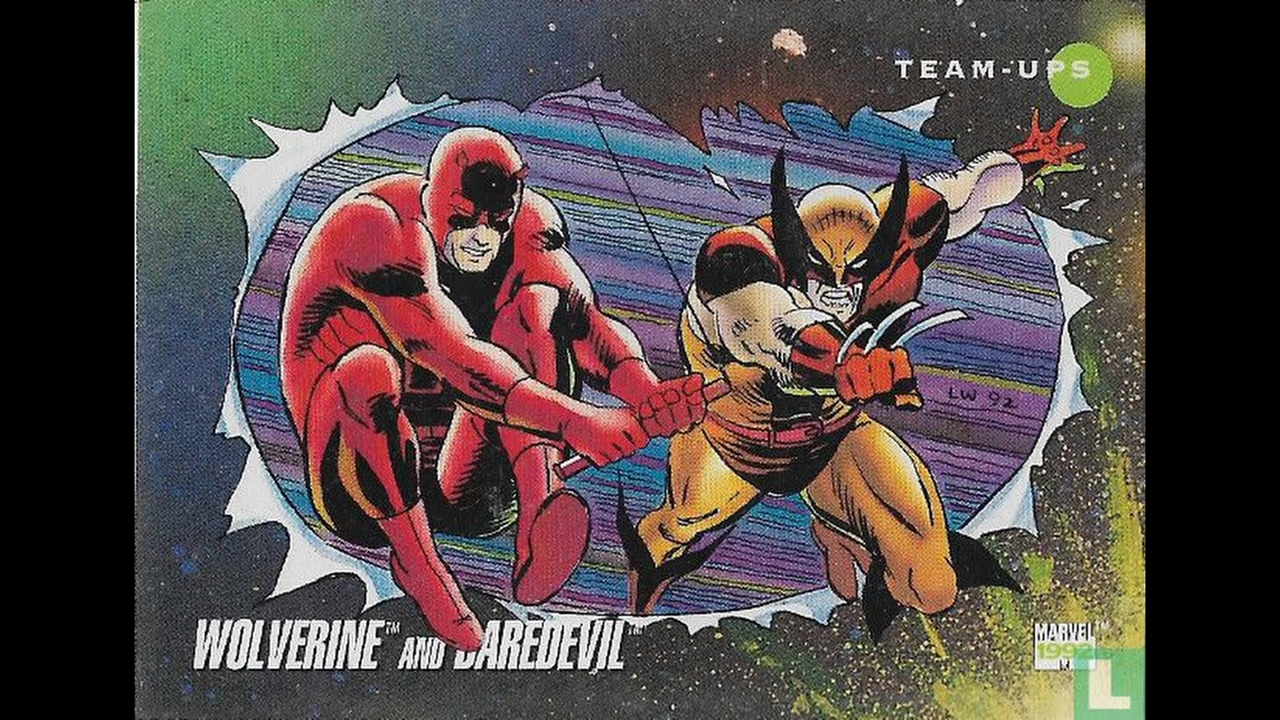 TEAM-UPS
LW 92
WOLVERINE™ AND DAREDEVIL™
MARVEL™
1992
L